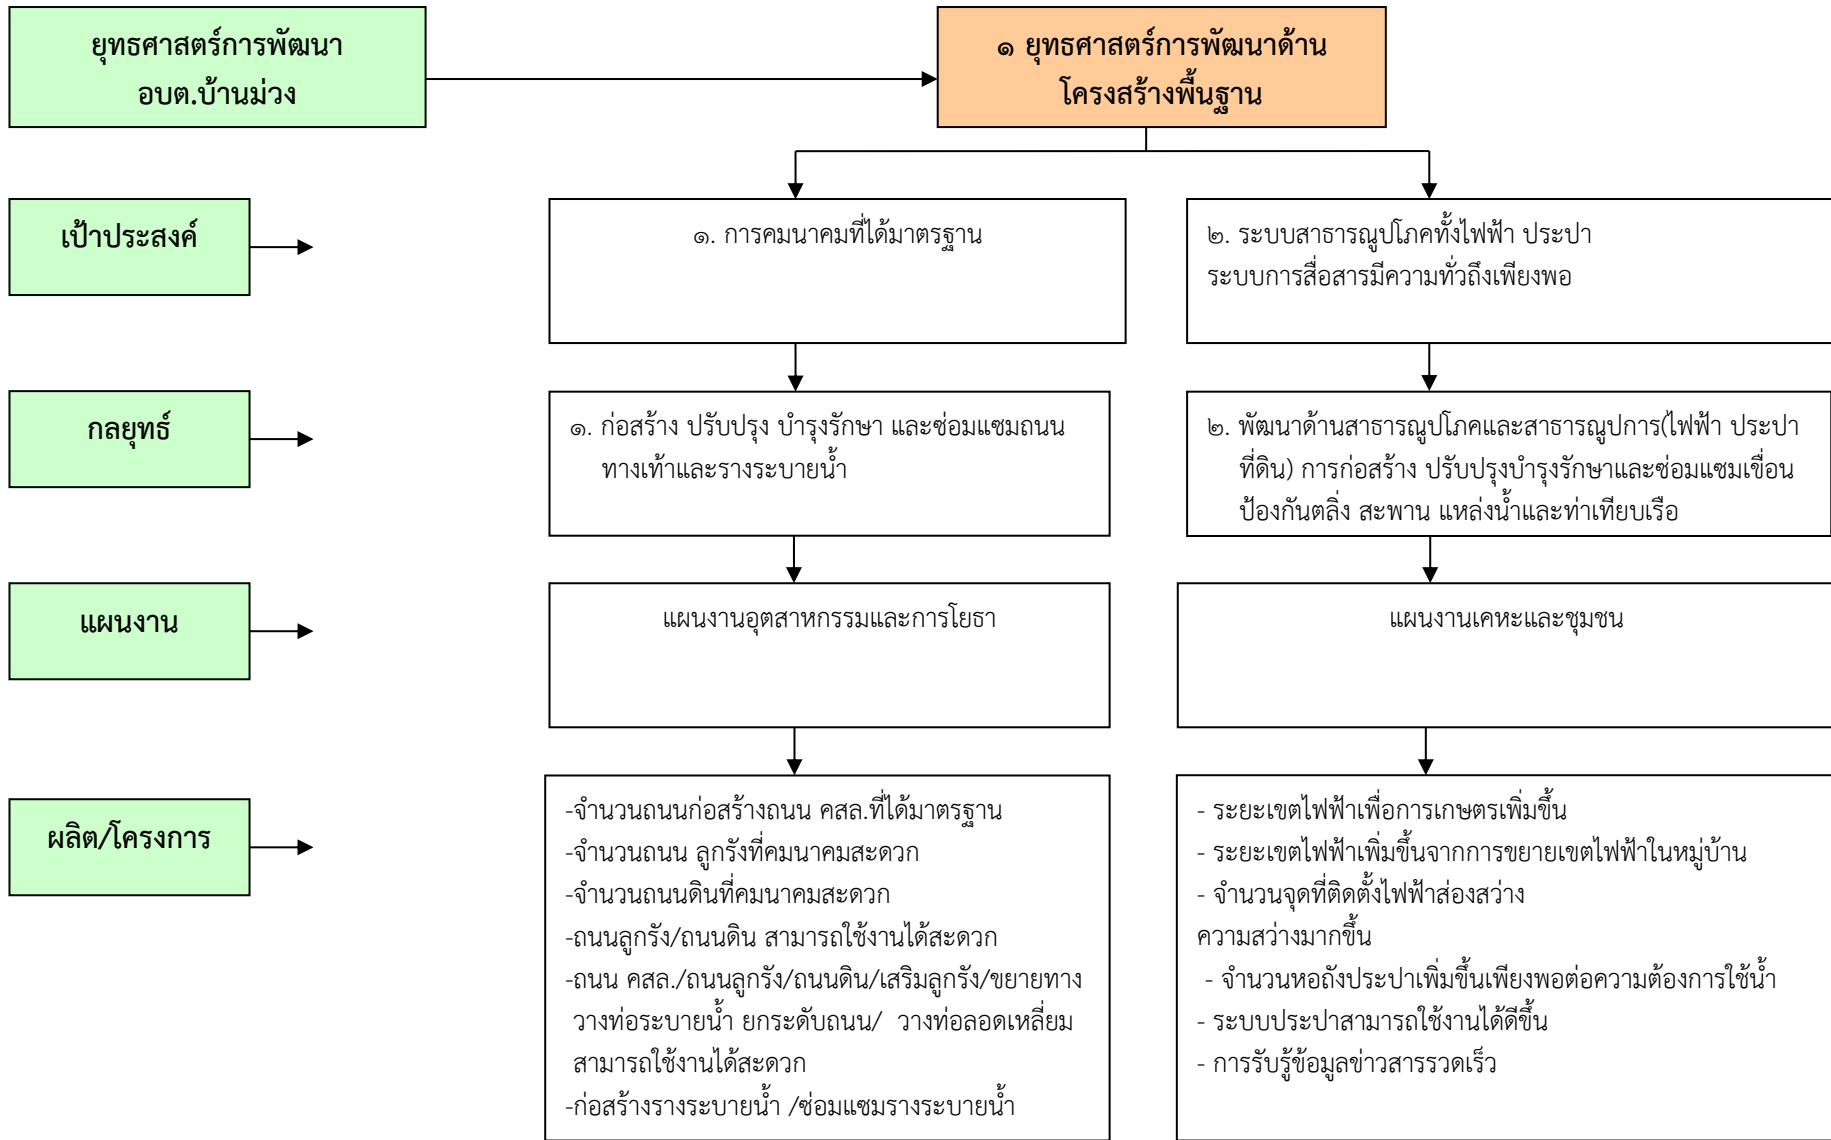 ยุทธศาสตร์การพัฒนา
อบต.บ้านม่วง
๑ ยุทธศาสตร์การพัฒนาด้าน
โครงสร้างพื้นฐาน
เป้าประสงค์
๑. การคมนาคมที่ได้มาตรฐาน
๒. ระบบสาธารณูปโภคทั้งไฟฟ้า ประปา
ระบบการสื่อสารมีความทั่วถึงเพียงพอ
กลยุทธ์
๑. ก่อสร้าง ปรับปรุง บำรุงรักษา และซ่อมแซมถนน
ทางเท้าและรางระบายน้ำ
๒. พัฒนาด้านสาธารณูปโภคและสาธารณูปการ(ไฟฟ้า ประปา
ที่ดิน) การก่อสร้าง ปรับปรุงบำรุงรักษาและซ่อมแซมเขื่อน
ป้องกันตลิ่ง สะพาน แหล่งน้ำและท่าเทียบเรือ
แผนงาน
แผนงานอุตสาหกรรมและการโยธา
แผนงานเคหะและชุมชน
ผลิต/โครงการ
-จำนวนถนนก่อสร้างถนน คสล.ที่ได้มาตรฐาน
-จำนวนถนน ลูกรังที่คมนาคมสะดวก
-จำนวนถนนดินที่คมนาคมสะดวก
-ถนนลูกรัง/ถนนดิน สามารถใช้งานได้สะดวก
-ถนน คสล./ถนนลูกรัง/ถนนดิน/เสริมลูกรัง/ขยายทาง
วางท่อระบายน้ำ ยกระดับถนน/ วางท่อลอดเหลี่ยม
สามารถใช้งานได้สะดวก
-ก่อสร้างรางระบายน้ำ /ซ่อมแซมรางระบายน้ำ
- ระยะเขตไฟฟ้าเพื่อการเกษตรเพิ่มขึ้น
- ระยะเขตไฟฟ้าเพิ่มขึ้นจากการขยายเขตไฟฟ้าในหมู่บ้าน
- จำนวนจุดที่ติดตั้งไฟฟ้าส่องสว่าง
ความสว่างมากขึ้น
- จำนวนหอถังประปาเพิ่มขึ้นเพียงพอต่อความต้องการใช้น้ำ
- ระบบประปาสามารถใช้งานได้ดีขึ้น
- การรับรู้ข้อมูลข่าวสารรวดเร็ว